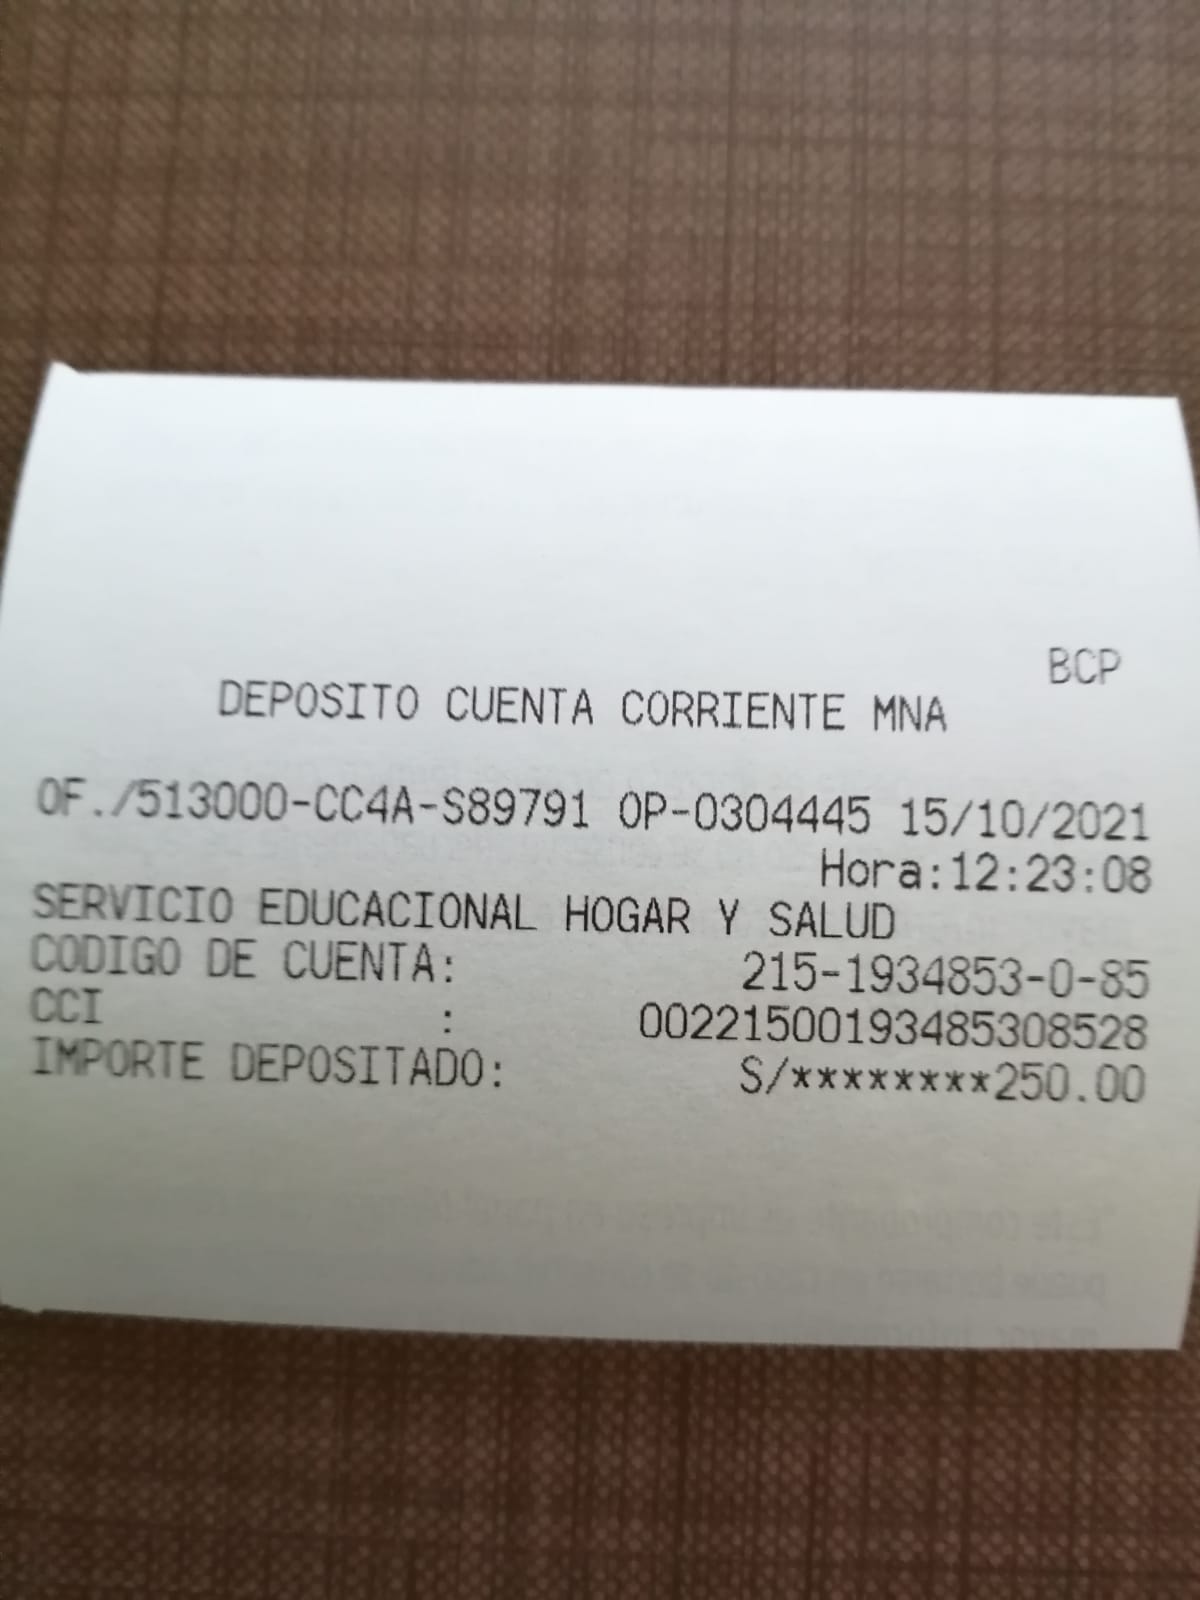 BCP
DEPOSITO CUENTA CORRIENTE MNA
OF./513000-CC4A-S89791 OP-0304445 15/10/2021
Hora:12:23:08
SERVICIO EDUCACIONAL HOGAR Y SALUD
CODIGO DE CUENTA: 215-1934853-0-85
CCI : 00221500193485308528
IMPORTE DEPOSITADO: S/********250.00